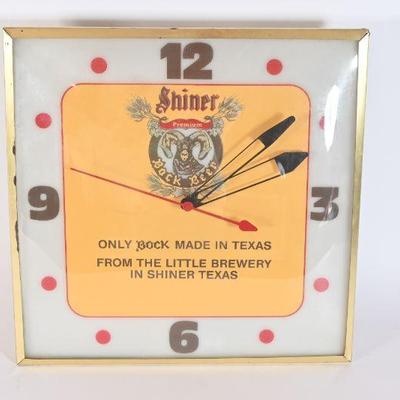 12
Shiner
Premium
Bock Beer
9
3
ONLY BOCK MADE IN TEXAS
FROM THE LITTLE BREWERY
IN SHINER TEXAS
6